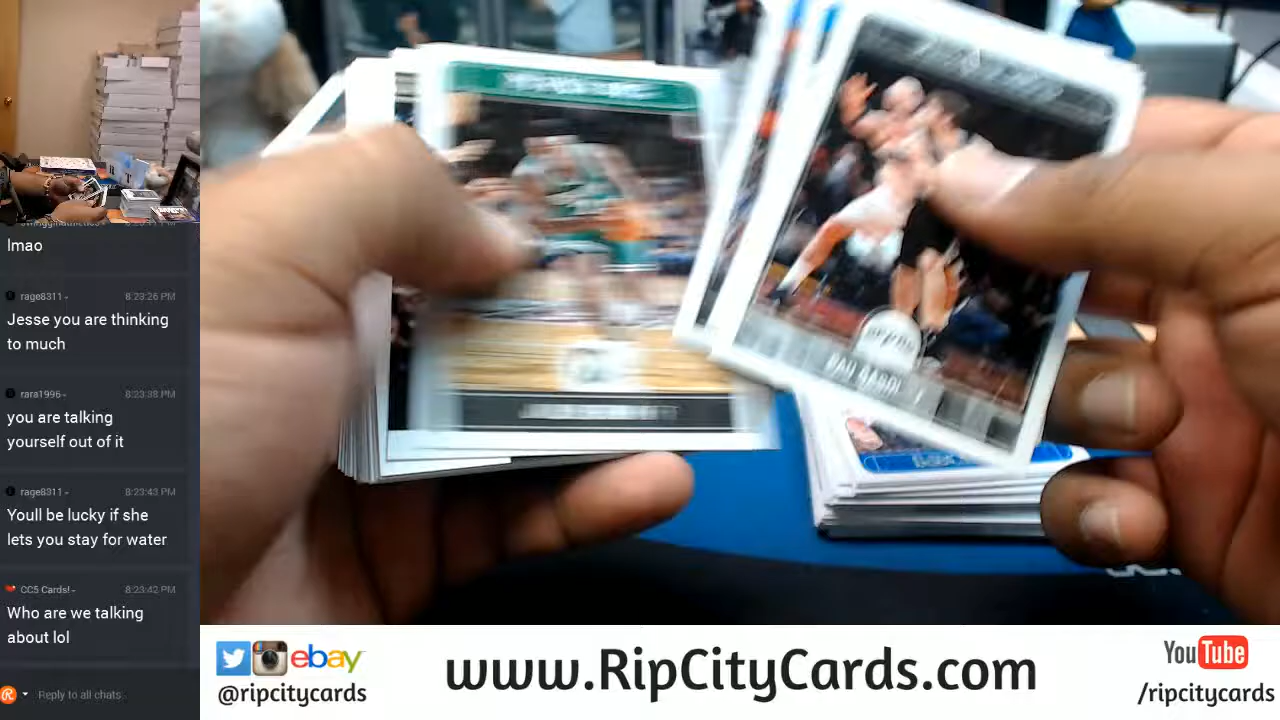 lmao
rage8311
8:23:26 PM
Jesse you are thinking
to much
rara1996
8:23:38 PM
you are talking
yourself out of it
rage8311
8:23:43 PM
Youll be lucky if she
lets you stay for water
CC5 Cards!
8:23:42 PM
Who are we talking
about lol
Reply to all chats..
ebay
@ripcitycards
www.RipCityCards.com
YouTube
/ripcitycards